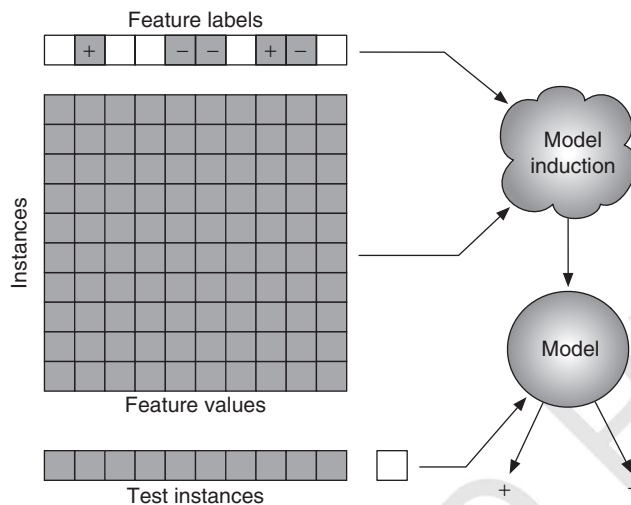 Feature labels
+ − − + −
Model
induction
Instances
Model
Feature values
Test instances
+